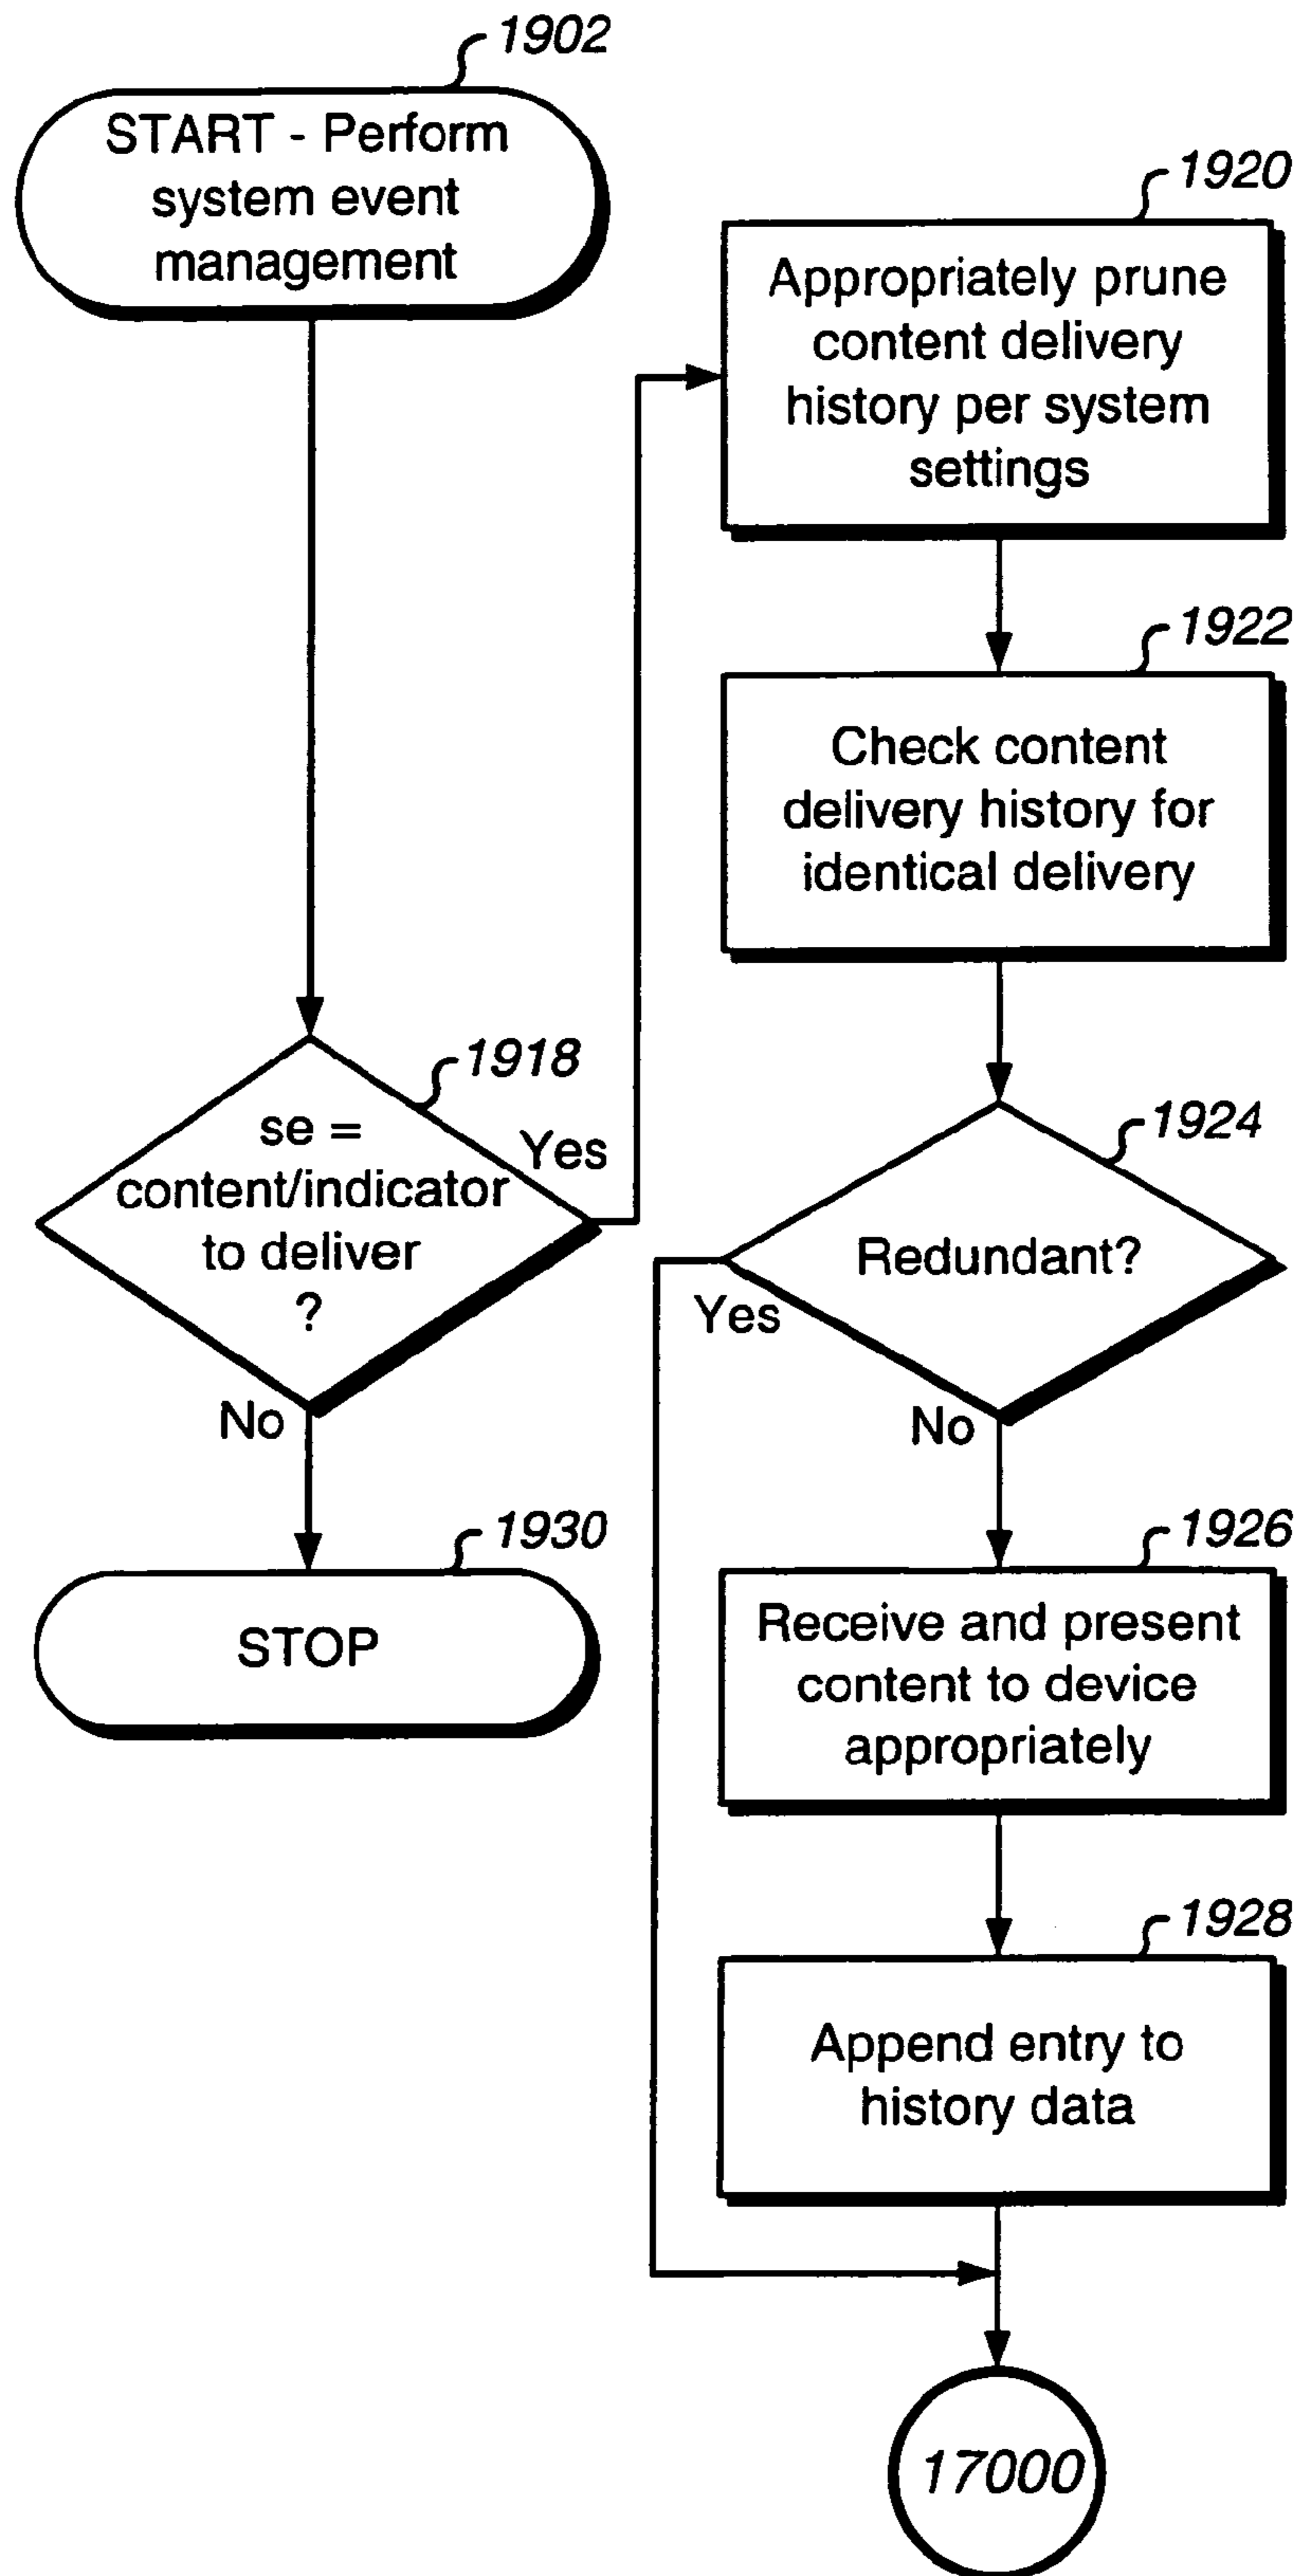 1902
START - Perform
system event
management
1920
Appropriately prune
content delivery
history per system
settings
1922
Check content
delivery history for
identical delivery
1918
se =
content/indicator
to deliver
?
Yes
No
1924
Redundant?
Yes
No
1930
STOP
1926
Receive and present
content to device
appropriately
1928
Append entry to
history data
17000